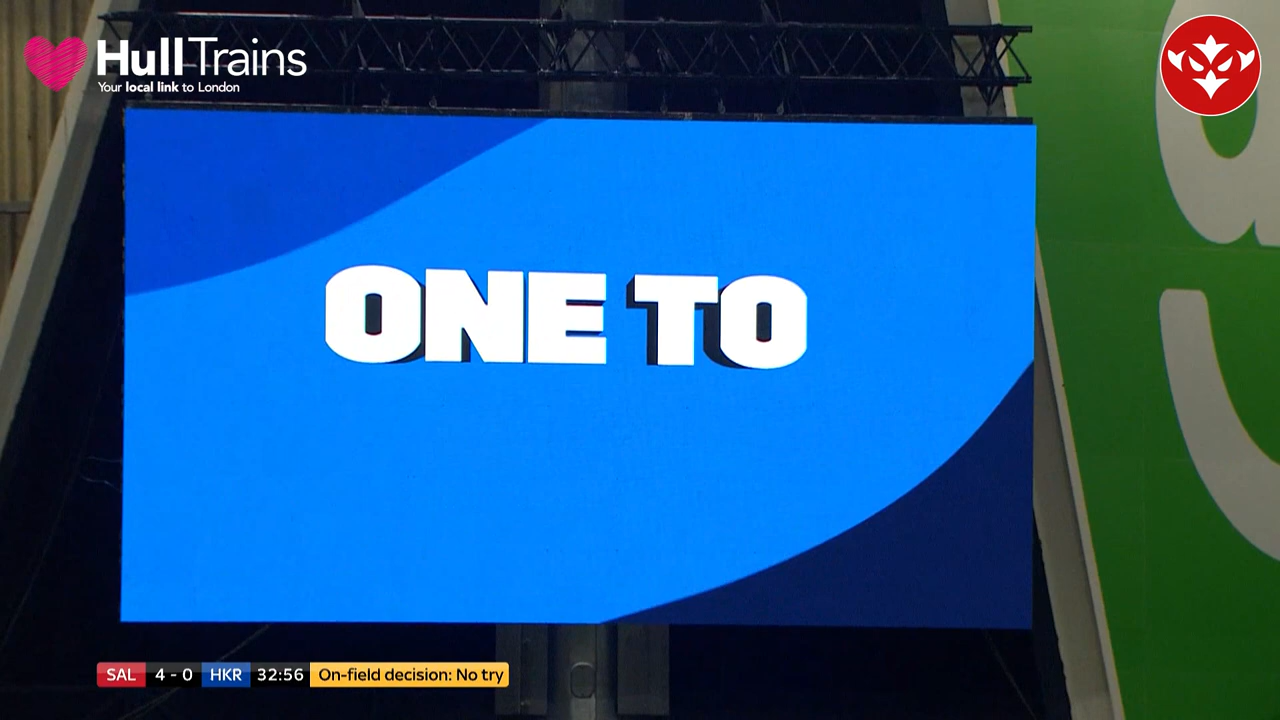 HullTrains
Your local link to London
ONE TO
SAL 4 - 0 HKR 32:56 On-field decision: No try